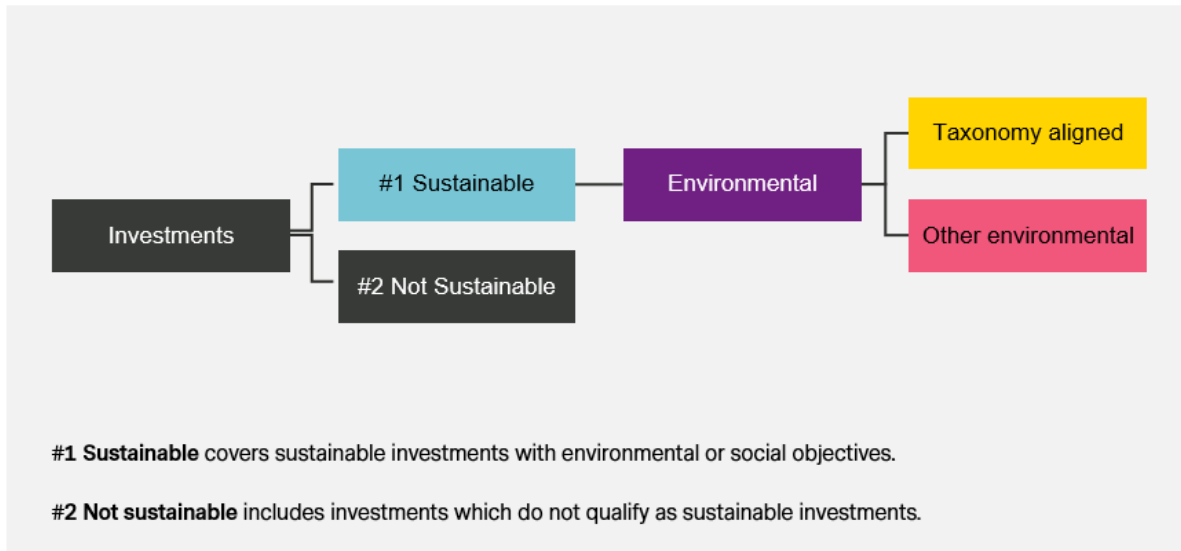 Taxonomy aligned
#1 Sustainable
Environmental
Investments
Other environmental
#2 Not Sustainable
#1 Sustainable covers sustainable investments with environmental or social objectives.
#2 Not sustainable includes investments which do not qualify as sustainable investments.